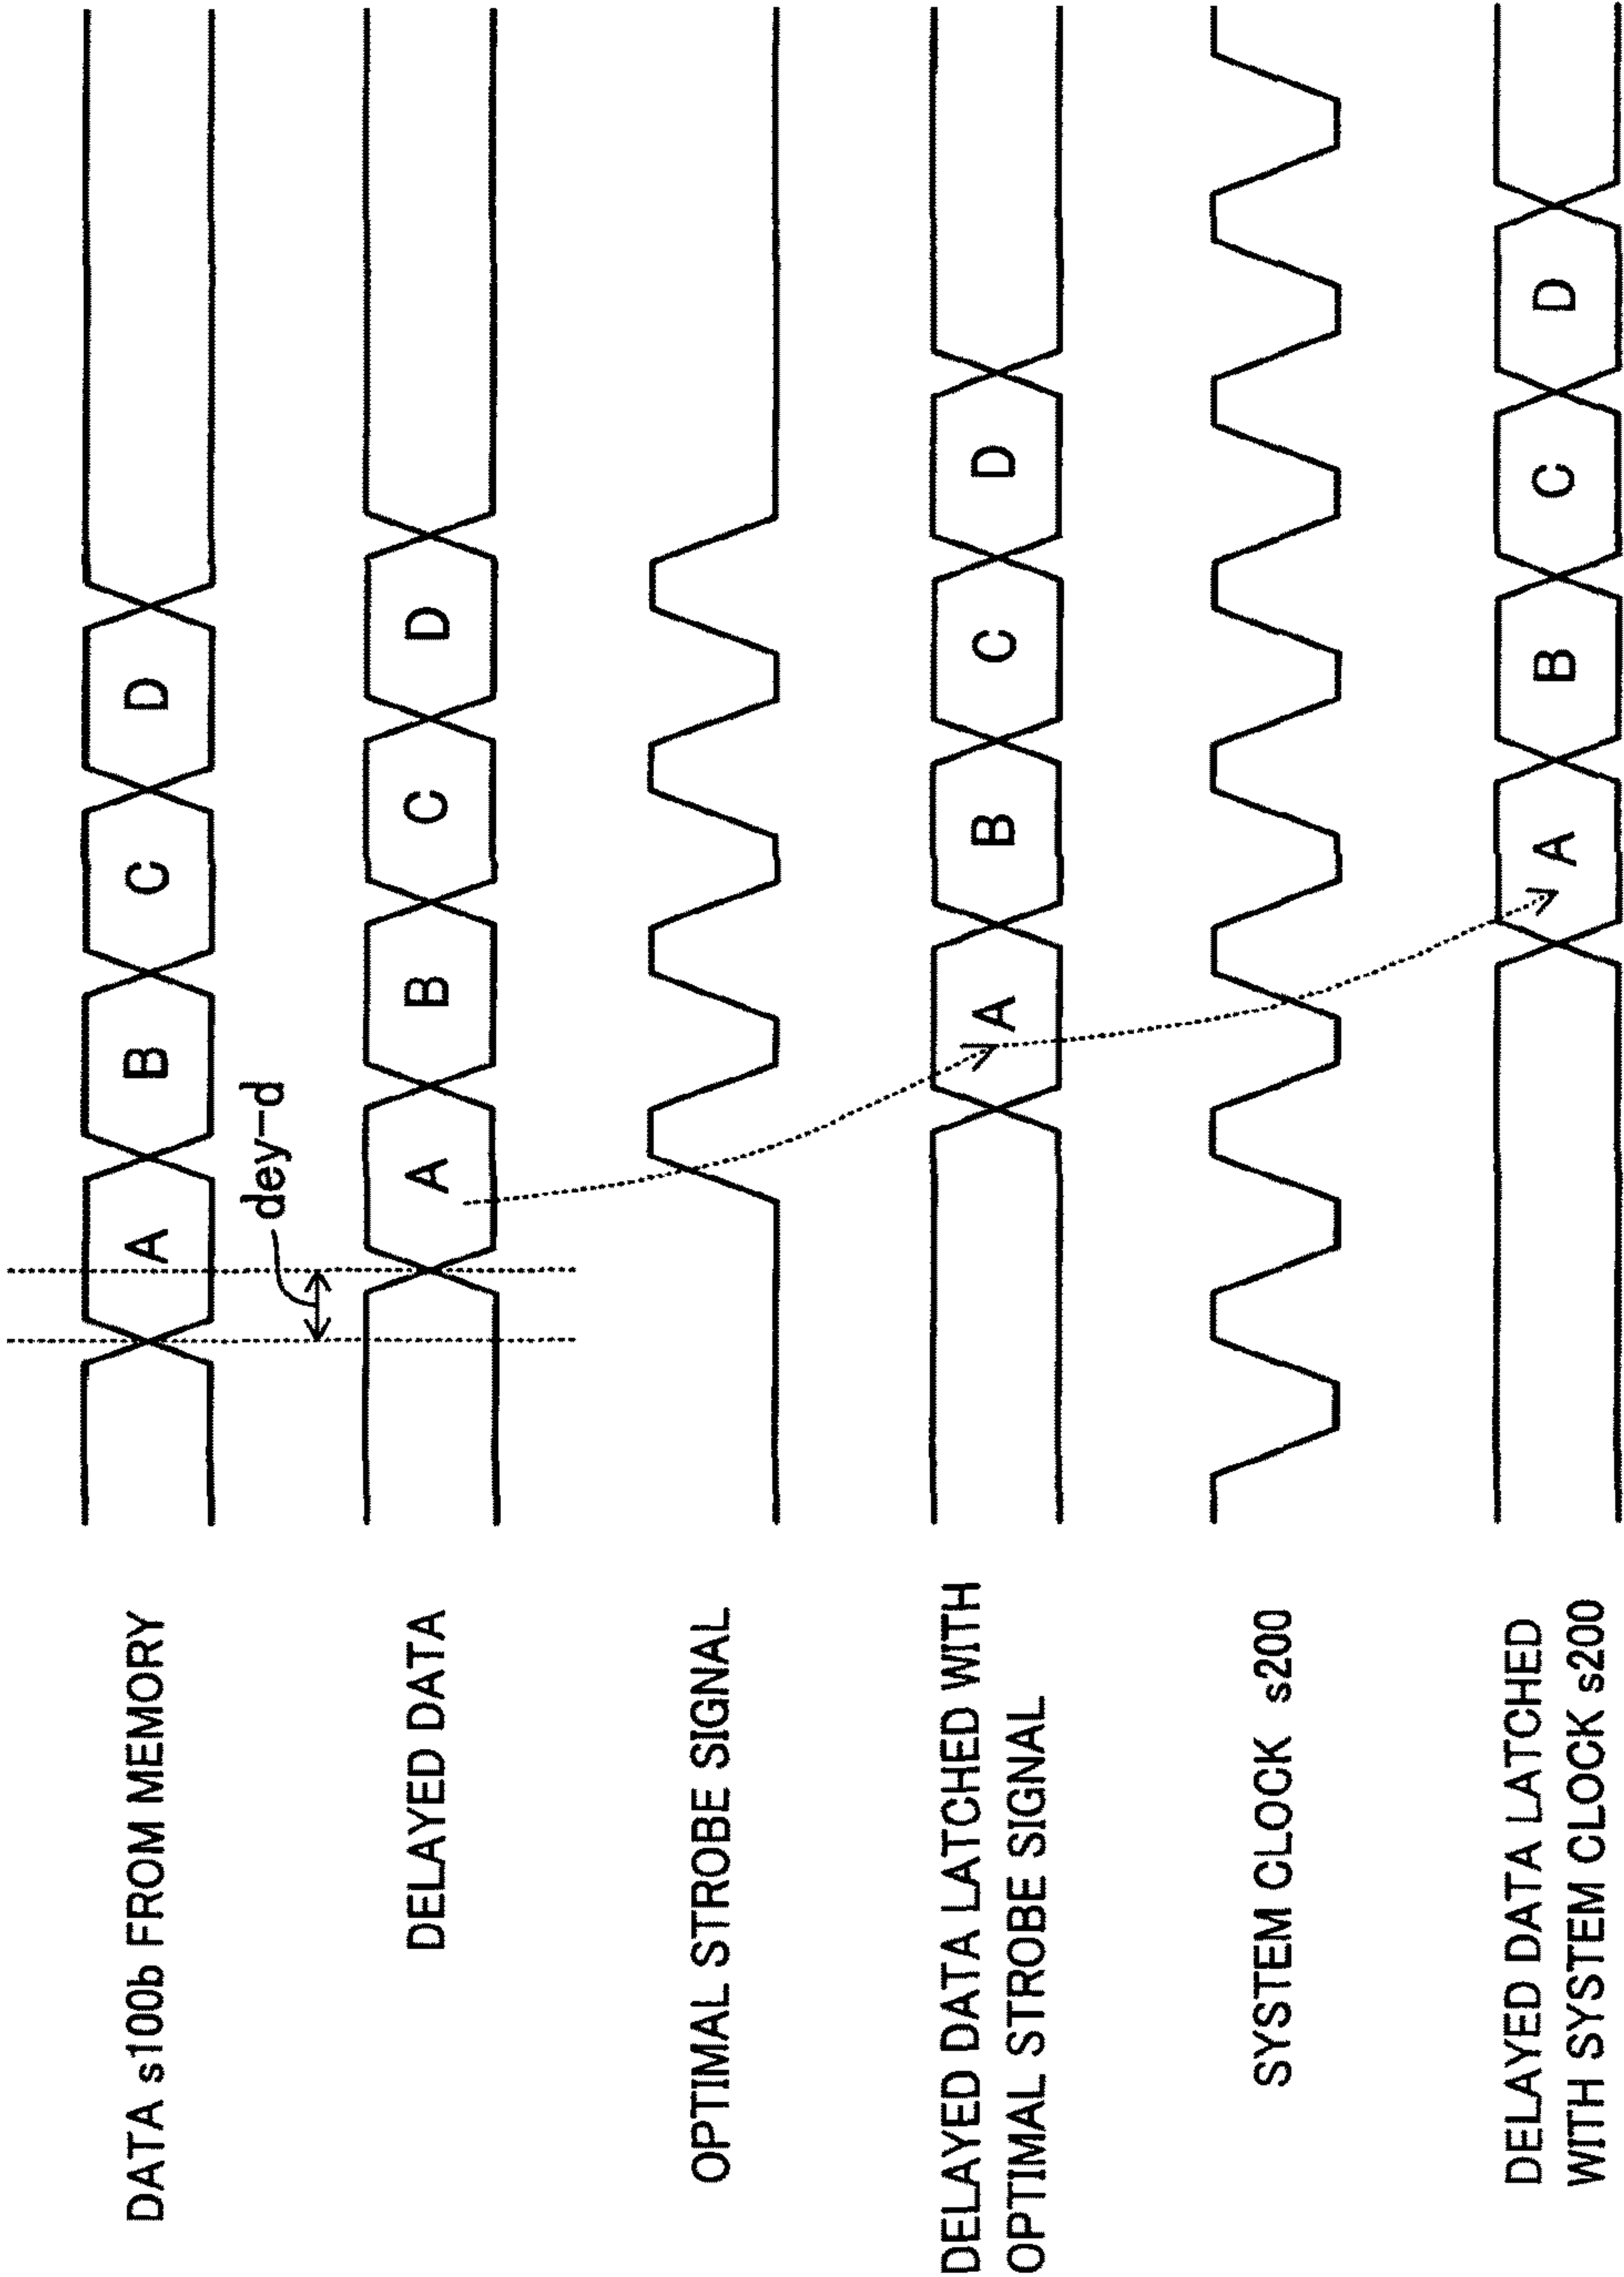 DATA s100b FROM MEMORY
A
B
C
D
dey-d
DELAYED DATA
A
B
C
D
OPTIMAL STROBE SIGNAL
DELAYED DATA LATCHED WITH
OPTIMAL STROBE SIGNAL
A
B
C
D
SYSTEM CLOCK s200
DELAYED DATA LATCHED
WITH SYSTEM CLOCK s200
A
B
C
D